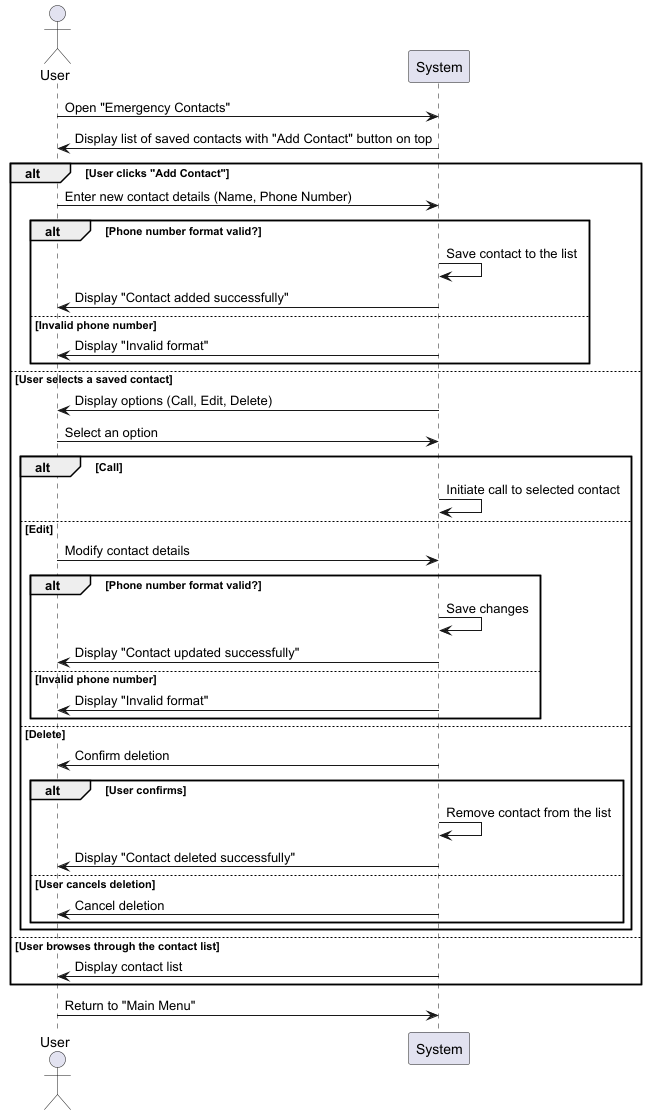 User
System
Open "Emergency Contacts"
Display list of saved contacts with "Add Contact" button on top
alt [User clicks "Add Contact"]
Enter new contact details (Name, Phone Number)
alt [Phone number format valid?]
Save contact to the list
Display "Contact added successfully"
[Invalid phone number]
Display "Invalid format"
[User selects a saved contact]
Display options (Call, Edit, Delete)
Select an option
alt [Call]
Initiate call to selected contact
[Edit]
Modify contact details
alt [Phone number format valid?]
Save changes
Display "Contact updated successfully"
[Invalid phone number]
Display "Invalid format"
[Delete]
Confirm deletion
alt [User confirms]
Remove contact from the list
Display "Contact deleted successfully"
[User cancels deletion]
Cancel deletion
[User browses through the contact list]
Display contact list
Return to "Main Menu"
User
System